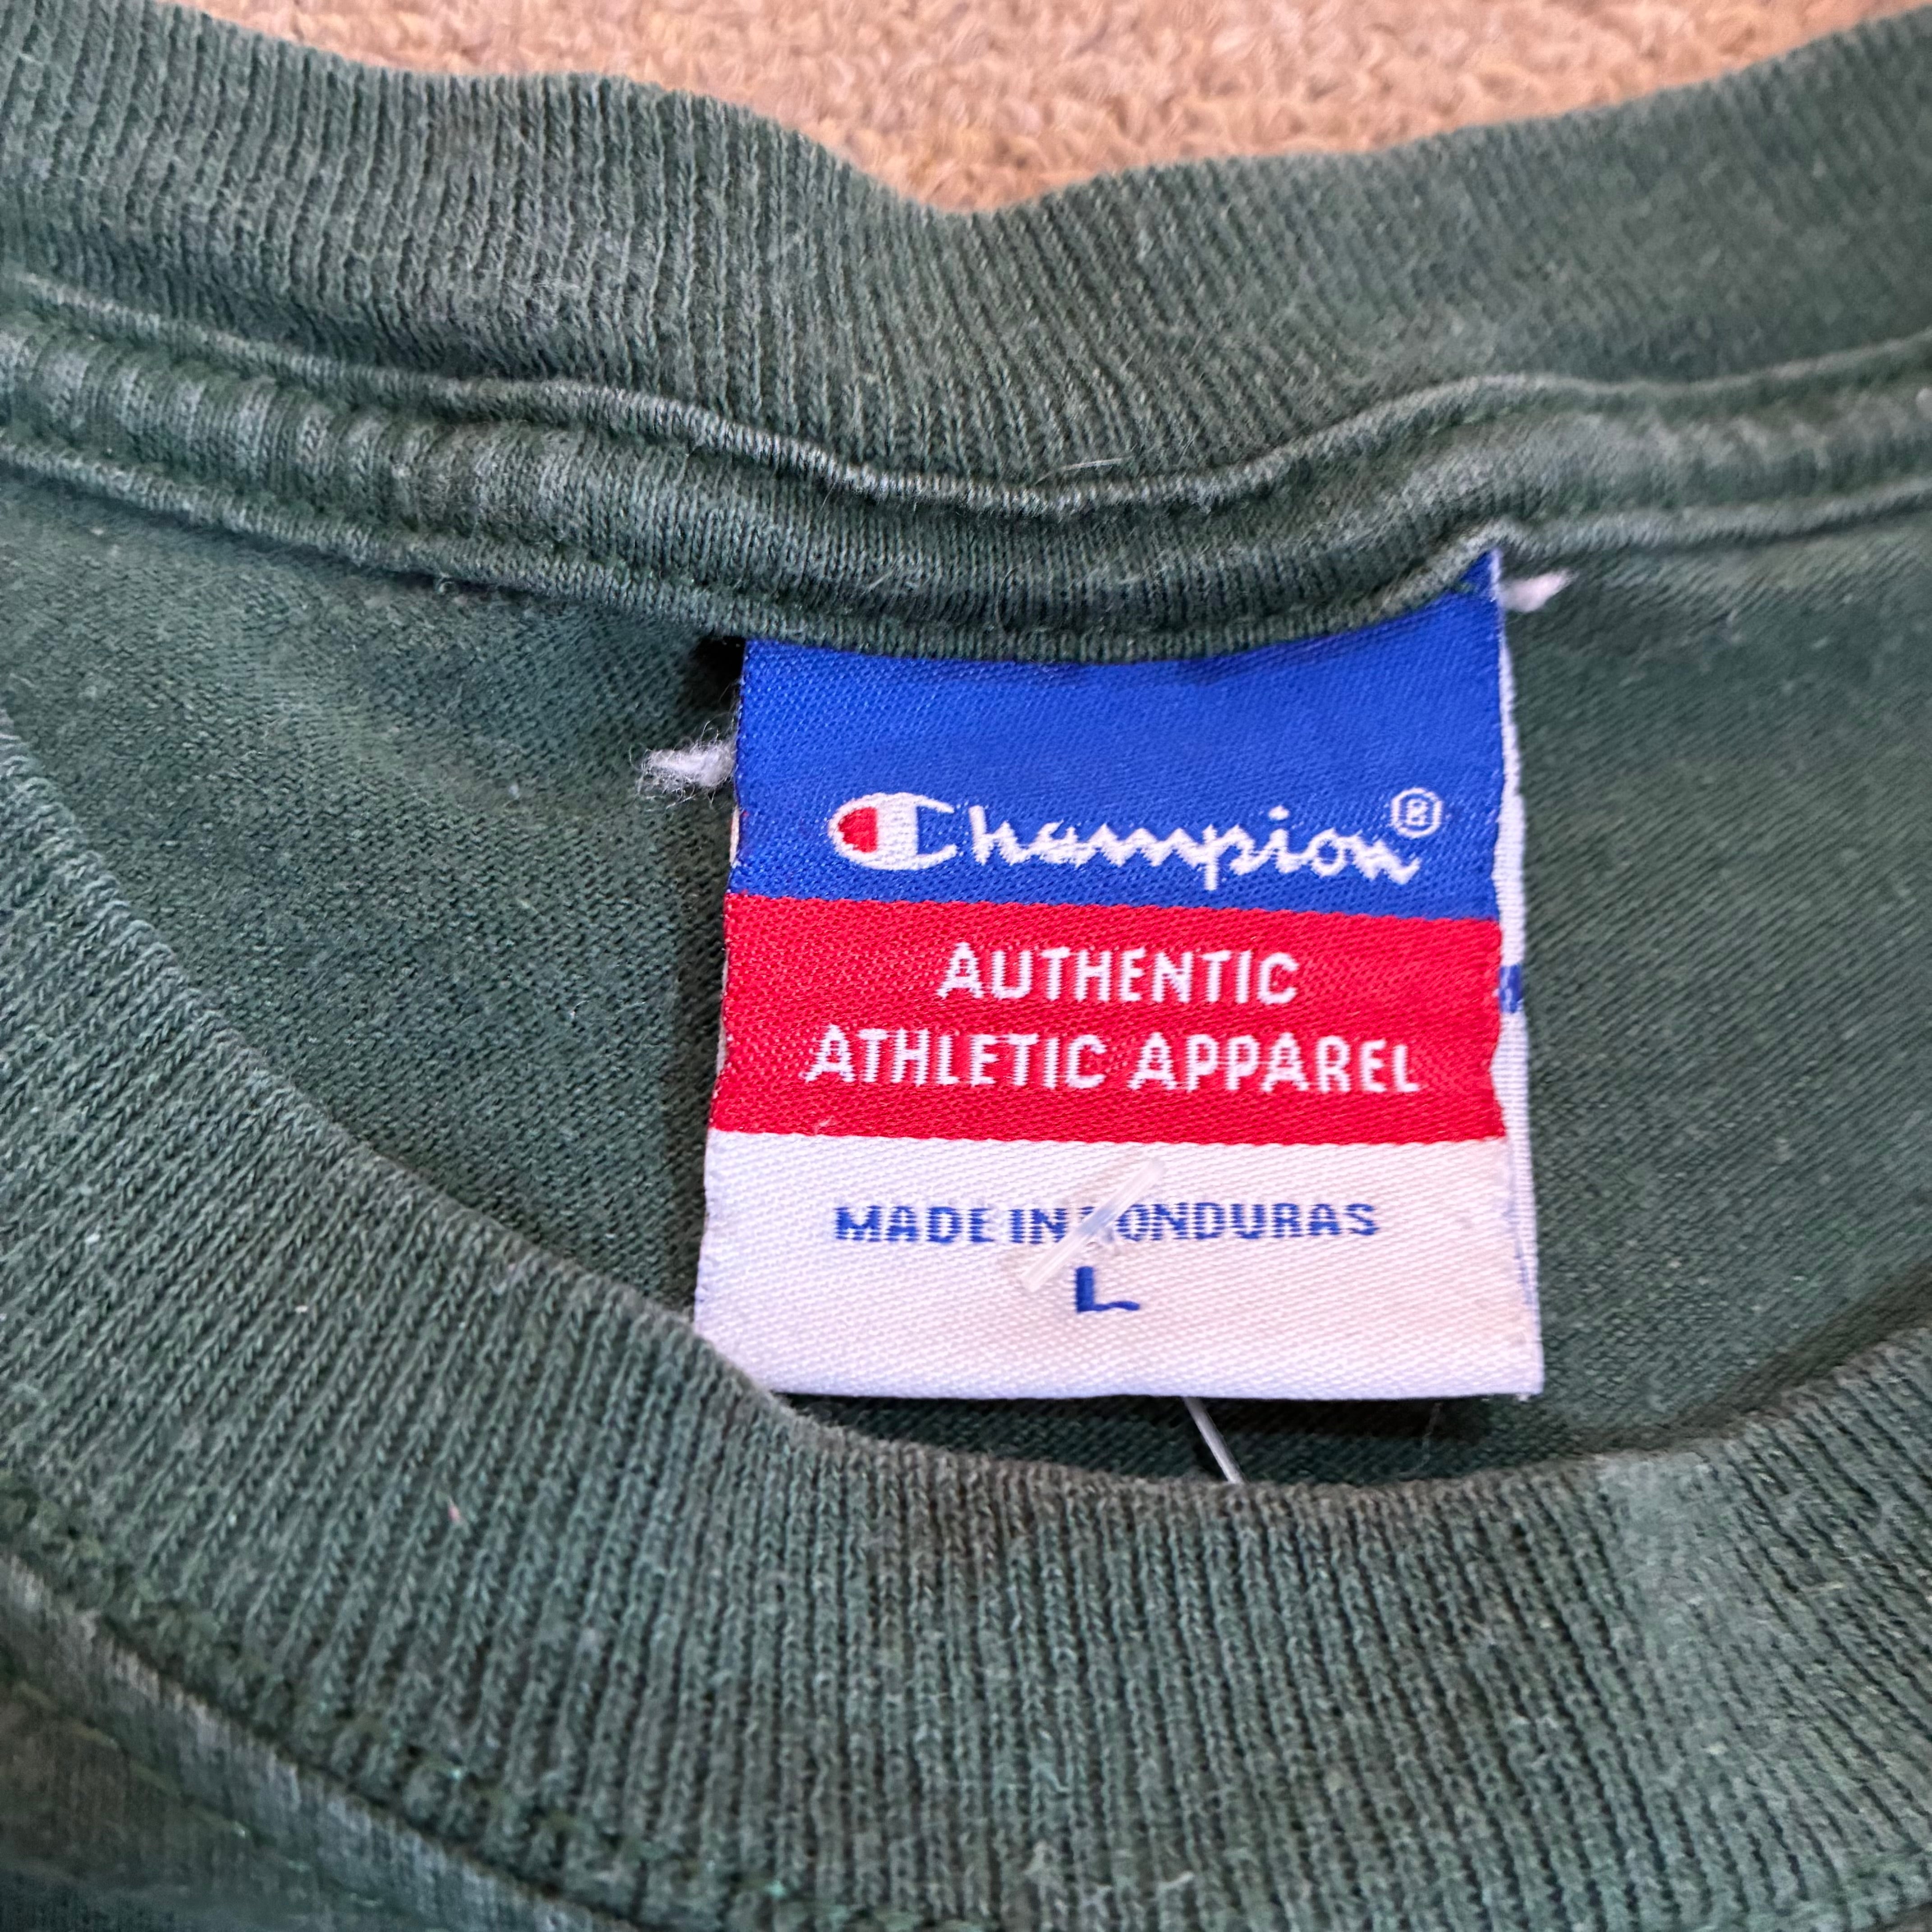 Champion®
AUTHENTIC
ATHLETIC APPAREL
MADE IN HONDURAS
L